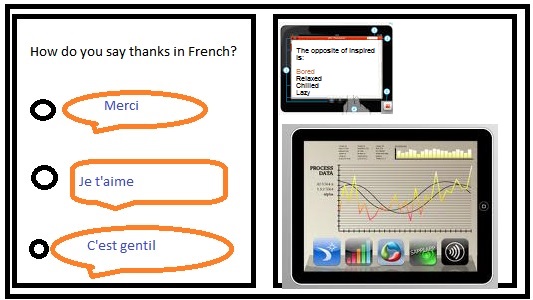 How do you say thanks in French?
Merci
Je t'aime
C'est gentil
The opposite of inspired
is:
Bored
Relaxed
Chilled
Lazy
PROCESS
DATA